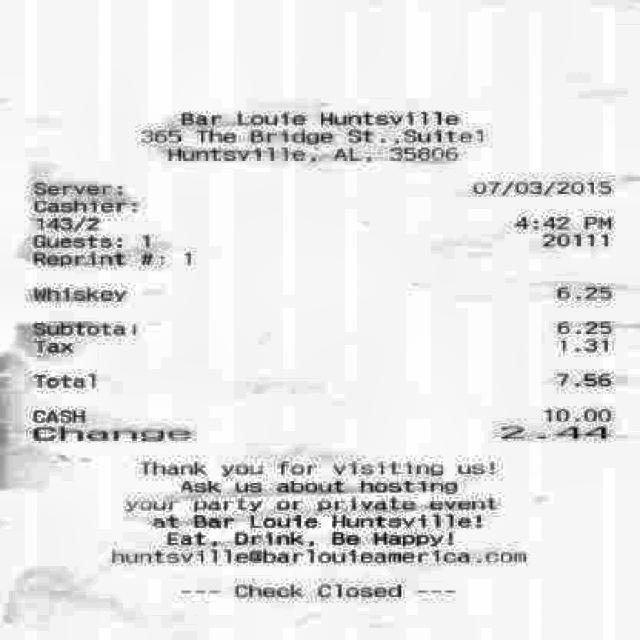 Bar Louie Huntsville
365 The Bridge St.,Suite1
Huntsville, AL, 35806
Server: 07/03/2015
Cashier:
143/2 4:42 PM
Guests: 1 20111
Reprint #: 1
Whiskey 6.25
Subtotal 6.25
Tax 1.31
Total 7.56
CASH 10.00
Change 2.44
Thank you for visiting us!
Ask us about hosting
your party or private event
at Bar Louie Huntsville!
Eat, Drink, Be Happy!
huntsville@barlouieamerica.com
--- Check Closed ---